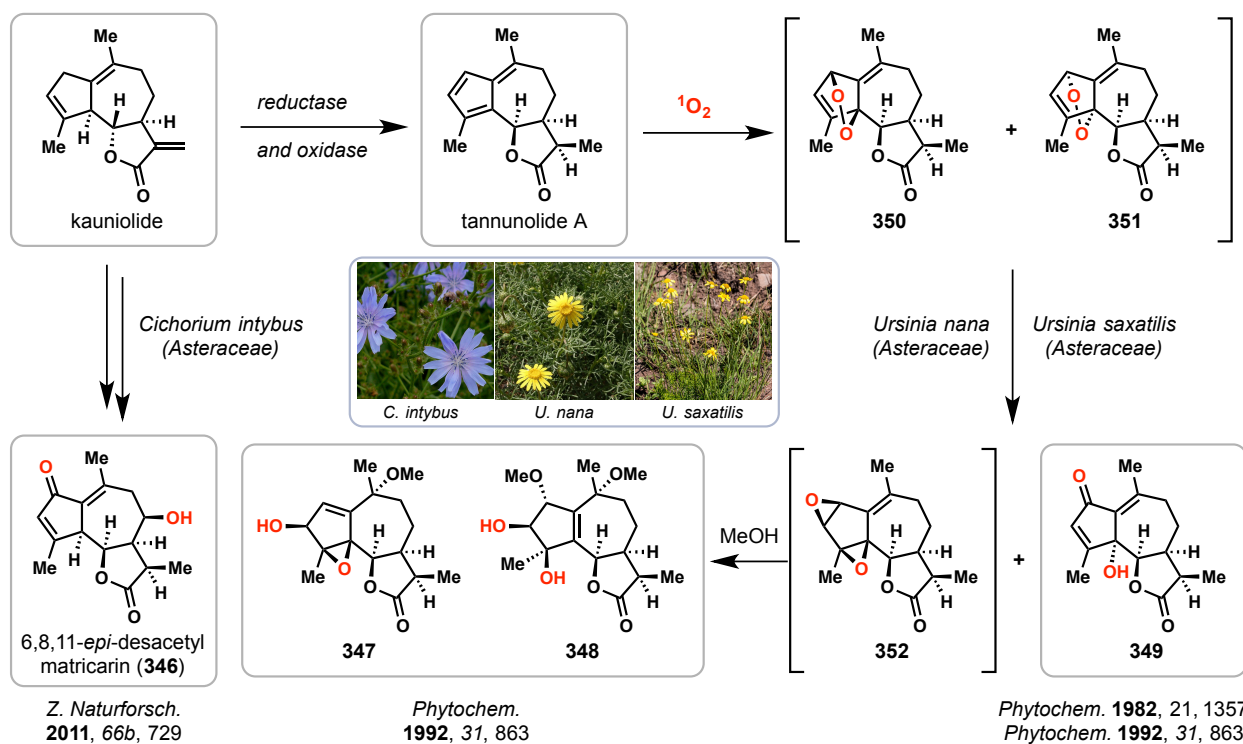 Me
Me
Me
H
H
Me
O
O
kauniolide
reductase
and oxidase
H
H
Me
Me
O
O
H
tannunolide A
¹O₂
O
O
H
H
Me
Me
O
O
H
350
+
O
O
H
H
Me
Me
O
O
H
351
Cichorium intybus
(Asteraceae)
C. intybus
U. nana
U. saxatilis
Ursinia nana
(Asteraceae)
Ursinia saxatilis
(Asteraceae)
O
Me
OH
H
H
H
Me
Me
O
O
H
6,8,11-epi-desacetyl
matricarin (346)
Z. Naturforsch.
2011, 66b, 729
Me
OMe
HO
H
H
Me
O
Me
O
O
H
347
MeO
Me
OMe
HO
H
H
Me
OH
Me
O
O
H
348
Phytochem.
1992, 31, 863
MeOH
Me
O
H
H
Me
O
Me
O
O
H
352
+
O
Me
H
H
Me
OH
Me
O
O
H
349
Phytochem. 1982, 21, 1357
Phytochem. 1992, 31, 863